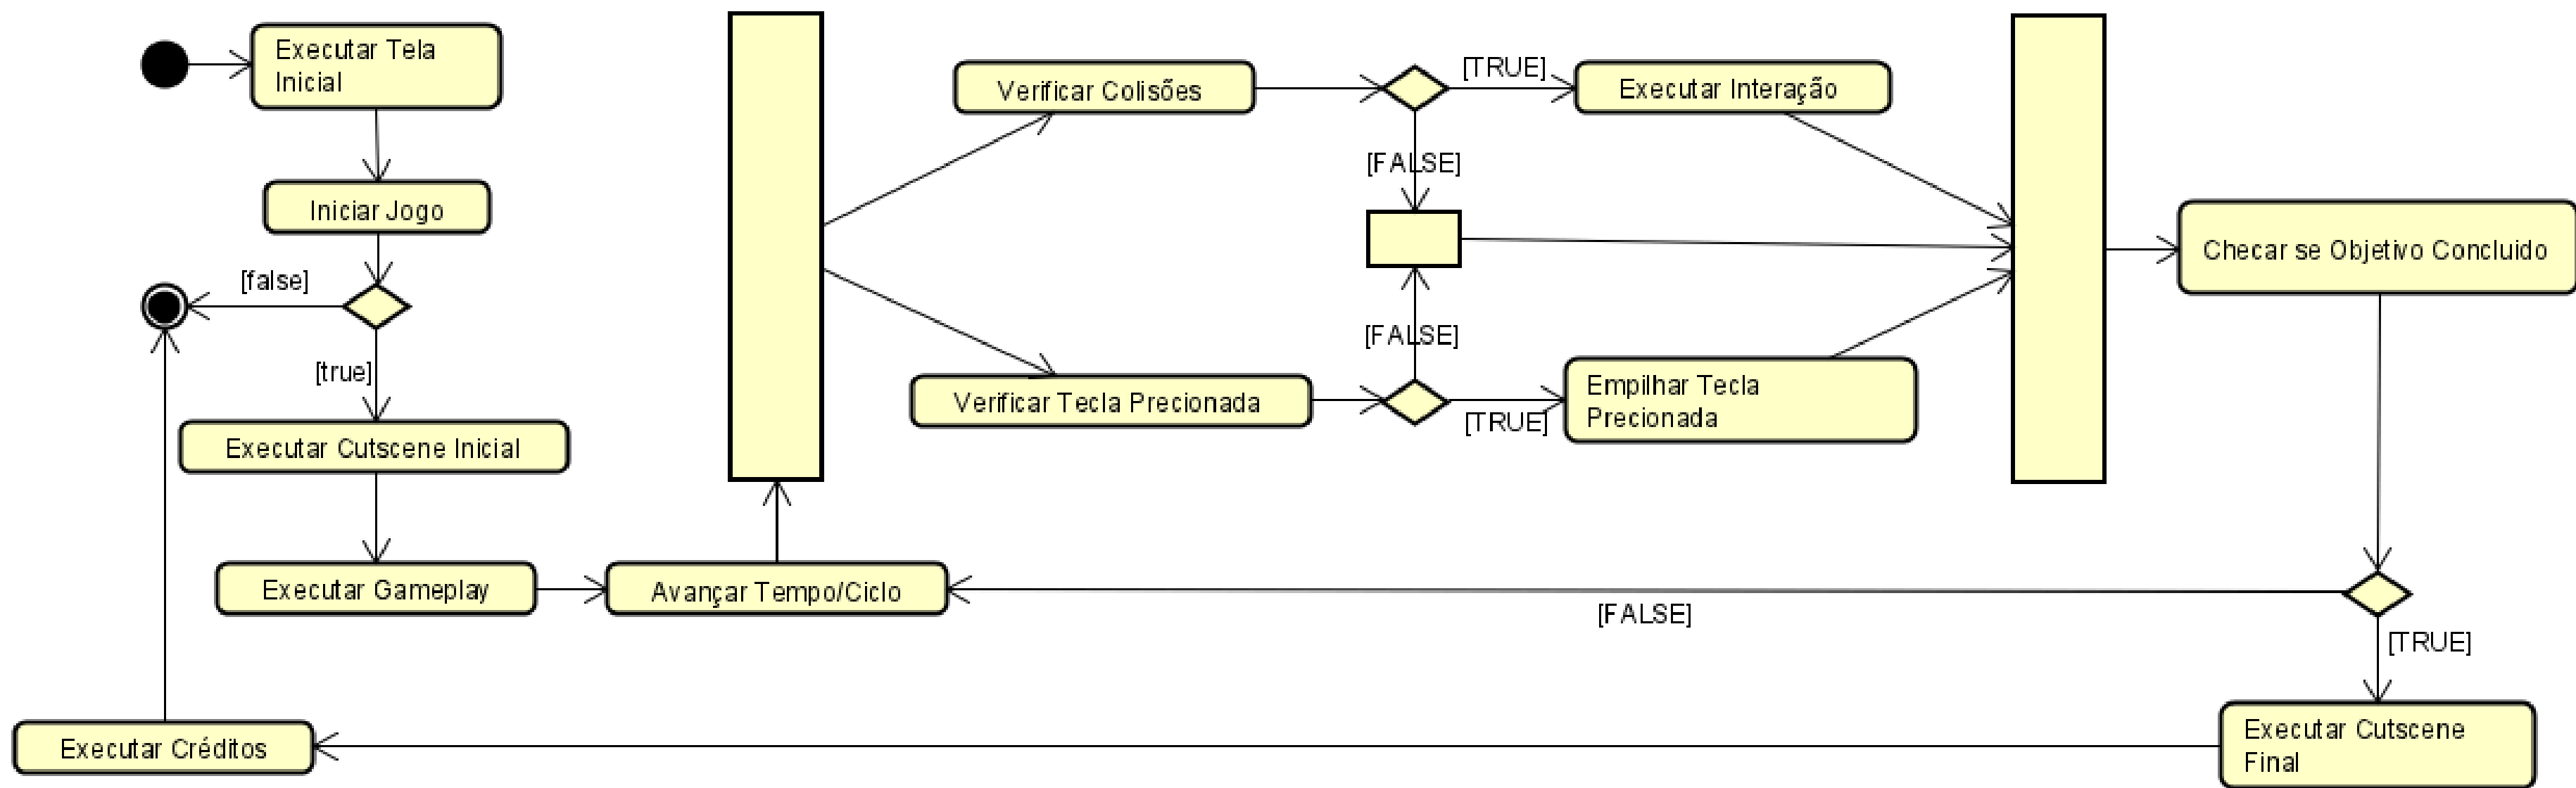 Executar Tela
Inicial
Iniciar Jogo
[false]
[true]
Executar Cutscene Inicial
Executar Gameplay
Avançar Tempo/Ciclo
Verificar Colisões
[TRUE]
Executar Interação
[FALSE]
[FALSE]
Verificar Tecla Precionada
[TRUE]
Empilhar Tecla
Precionada
Checar se Objetivo Concluido
[FALSE]
[TRUE]
Executar Cutscene
Final
Executar Créditos